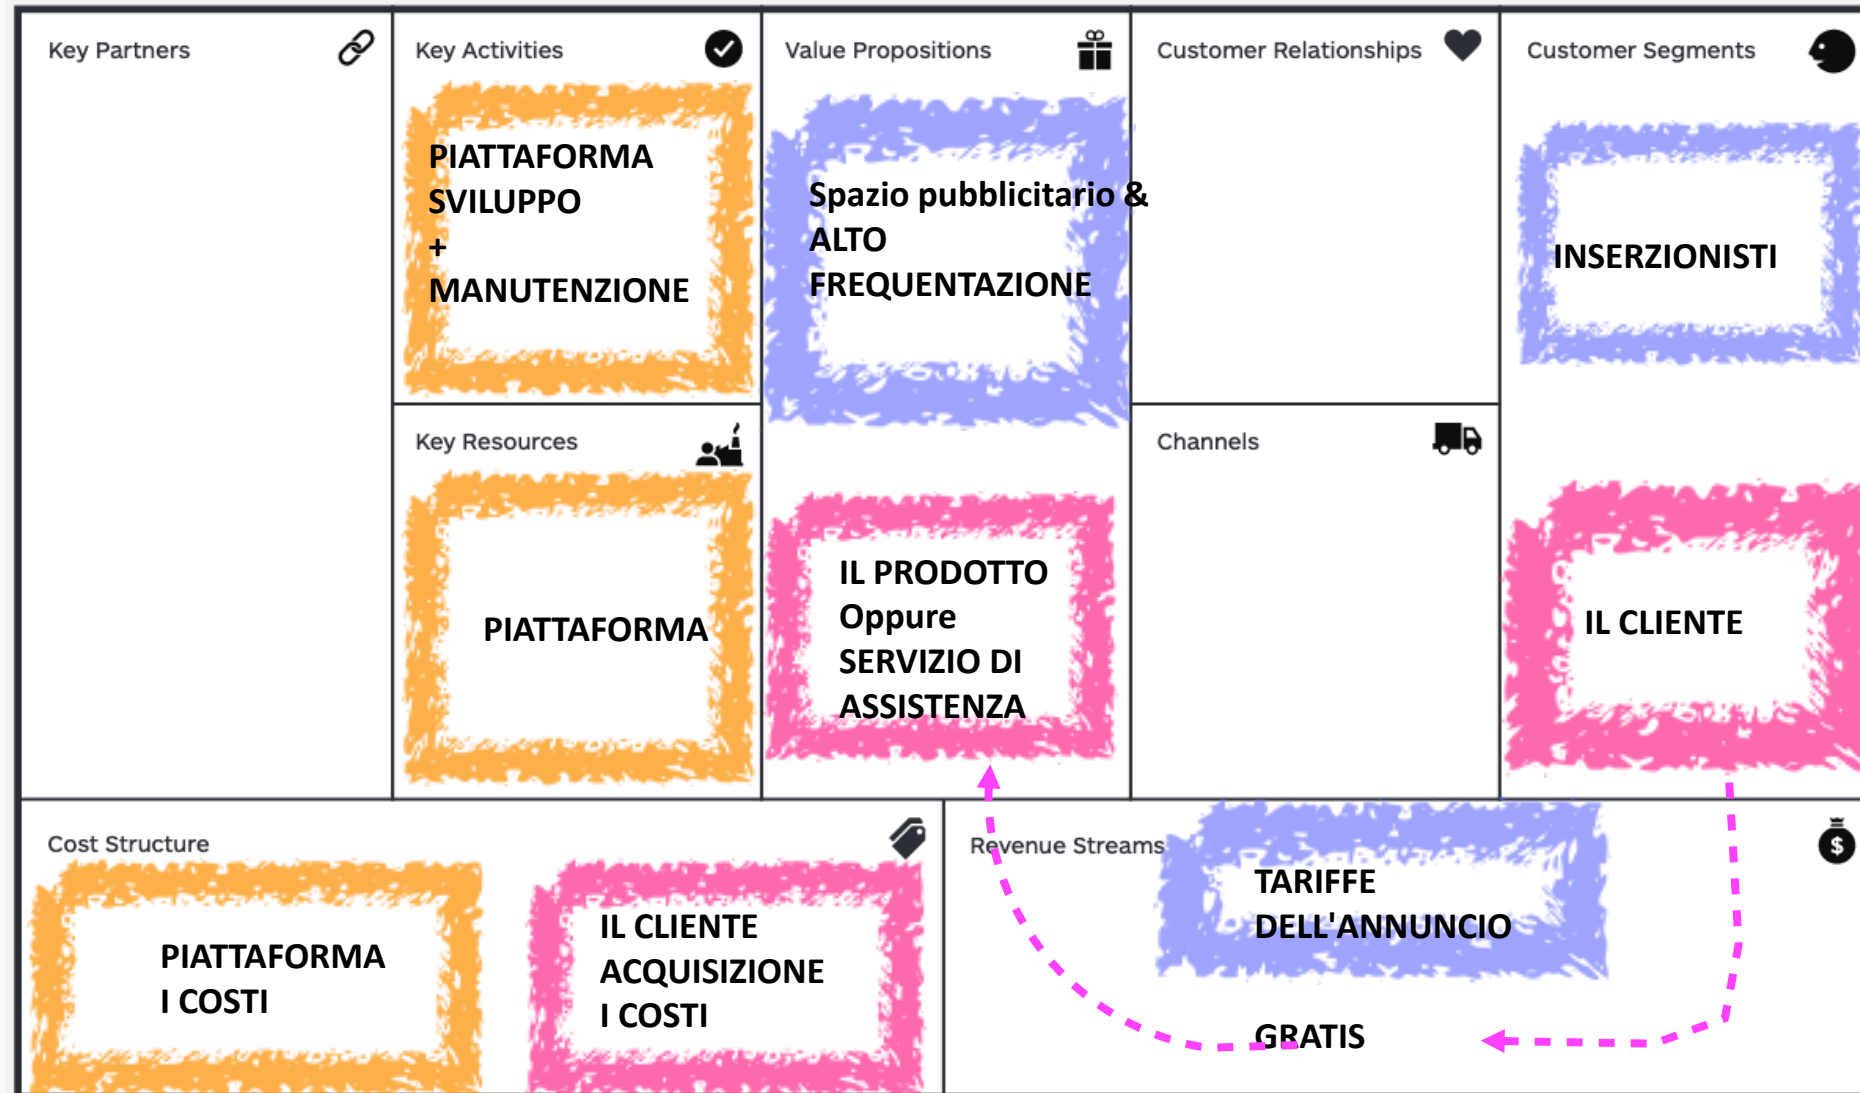 Key Partners
Key Activities
PIATTAFORMA
SVILUPPO
+
MANUTENZIONE
Key Resources
PIATTAFORMA
Value Propositions
Spazio pubblicitario &
ALTO
FREQUENTAZIONE
IL PRODOTTO
Oppure
SERVIZIO DI
ASSISTENZA
Customer Relationships
Channels
Customer Segments
INSERZIONISTI
IL CLIENTE
Cost Structure
PIATTAFORMA
I COSTI
IL CLIENTE
ACQUISIZIONE
I COSTI
Revenue Streams
$
TARIFFE
DELL'ANNUNCIO
GRATIS